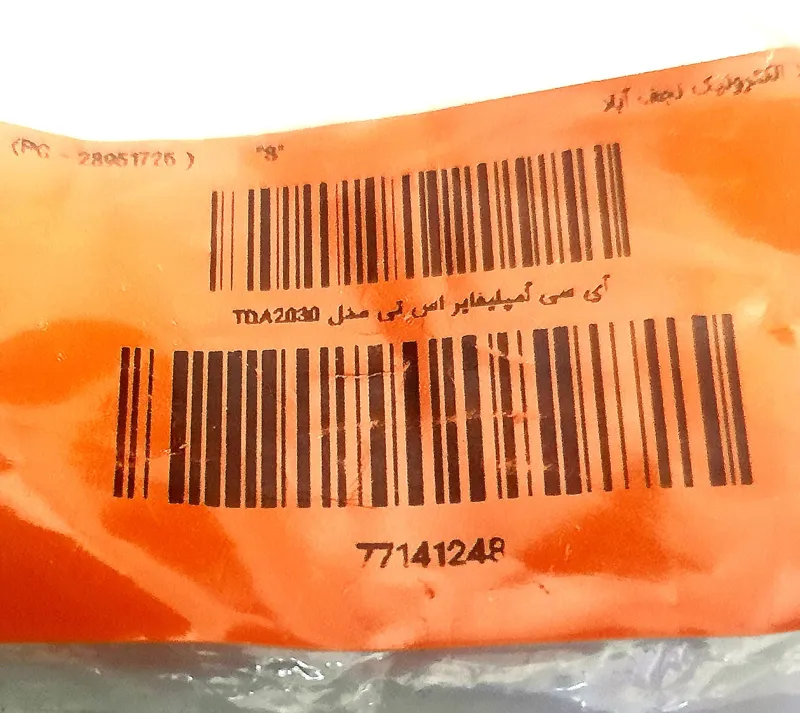 الکترونیک نجف آباد
(PG - 28951726 ) "8"
آی سی آمپلیفایر اس تی مدل TDA2030
77141248